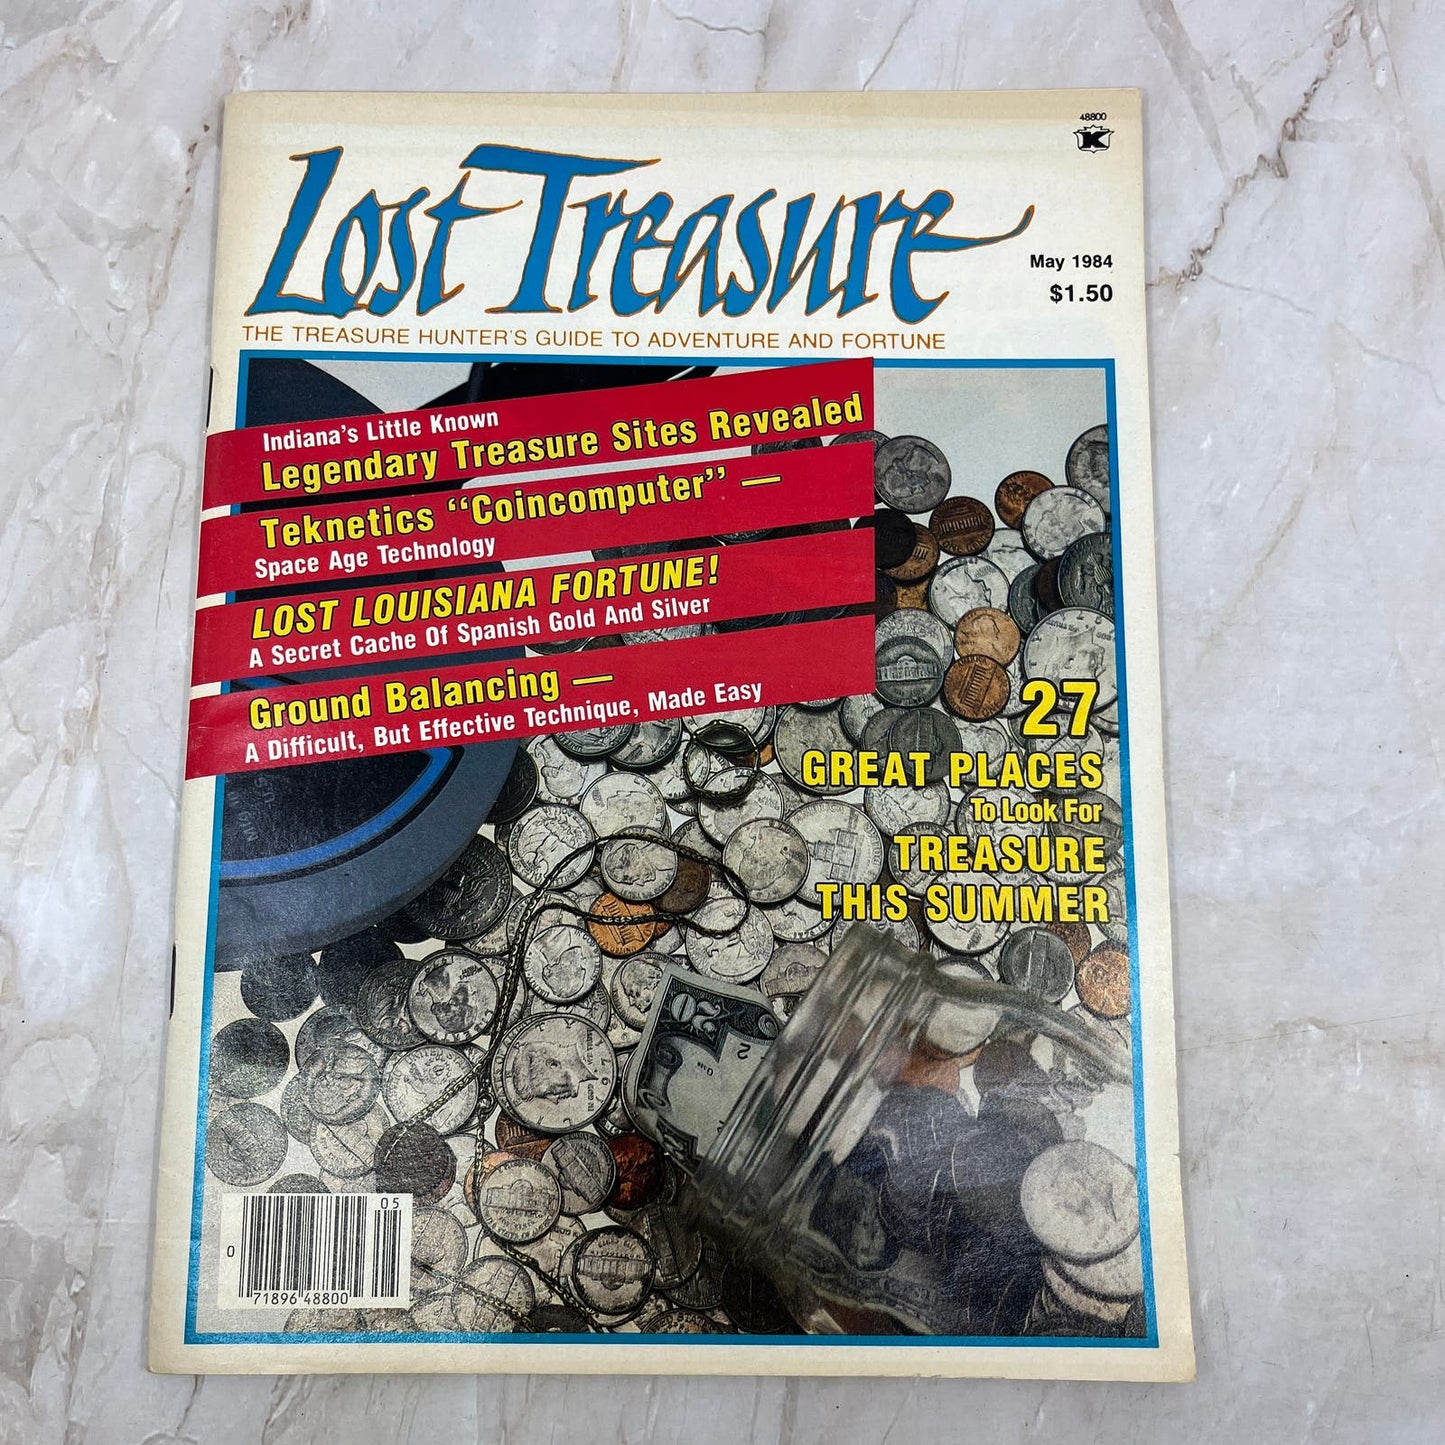 48800
K
Lost Treasure
May 1984
$1.50
THE TREASURE HUNTER'S GUIDE TO ADVENTURE AND FORTUNE
Indiana's Little Known
Legendary Treasure Sites Revealed
Teknetics "Coincomputer" —
Space Age Technology
LOST LOUISIANA FORTUNE!
A Secret Cache Of Spanish Gold And Silver
Ground Balancing —
A Difficult, But Effective Technique, Made Easy
27
GREAT PLACES
To Look For
TREASURE
THIS SUMMER
20
05
0
71896 48800